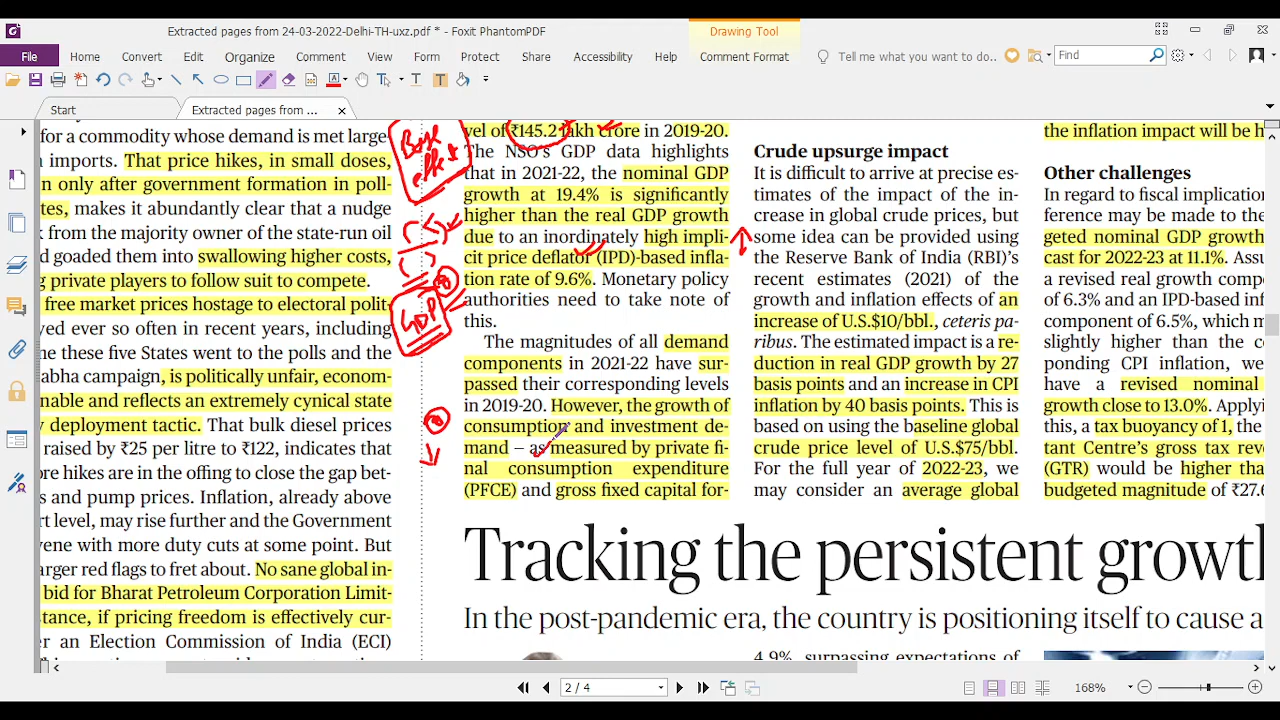 Extracted pages from 24-03-2022-Delhi-TH-uxz.pdf * - Foxit PhantomPDF
Drawing Tool
File
Home
Convert
Edit
Organize
Comment
View
Form
Protect
Share
Accessibility
Help
Comment Format
Tell me what you want to do..
Find
Start
Extracted pages from ...
for a commodity whose demand is met large-
imports. That price hikes, in small doses,
n only after government formation in poll-
tes, makes it abundantly clear that a nudge
from the majority owner of the state-run oil
d goaded them into swallowing higher costs,
g private players to follow suit to compete.
free market prices hostage to electoral polit-
yed ever so often in recent years, including
ne these five States went to the polls and the
abha campaign, is politically unfair, econom-
nable and reflects an extremely cynical state
deployment tactic. That bulk diesel prices
raised by ₹25 per litre to ₹122, indicates that
ore hikes are in the offing to close the gap bet-
s and pump prices. Inflation, already above
rt level, may rise further and the Government
vene with more duty cuts at some point. But
arger red flags to fret about. No sane global in-
bid for Bharat Petroleum Corporation Limit-
stance, if pricing freedom is effectively cur-
er an Election Commission of India (ECI)
Base
effect
GDP
vel of ₹145.2 lakh crore in 2019-20.
The NSO's GDP data highlights
that in 2021-22, the nominal GDP
growth at 19.4% is significantly
higher than the real GDP growth
due to an inordinately high impli-
cit price deflator (IPD)-based infla-
tion rate of 9.6%. Monetary policy
authorities need to take note of
this.
The magnitudes of all demand
components in 2021-22 have sur-
passed their corresponding levels
in 2019-20. However, the growth of
consumption and investment de-
mand – as measured by private fi-
nal consumption expenditure
(PFCE) and gross fixed capital for-
Crude upsurge impact
It is difficult to arrive at precise es-
timates of the impact of the in-
crease in global crude prices, but
some idea can be provided using
the Reserve Bank of India (RBI)'s
recent estimates (2021) of the
growth and inflation effects of an
increase of U.S.$10/bbl., ceteris pa-
ribus. The estimated impact is a re-
duction in real GDP growth by 27
basis points and an increase in CPI
inflation by 40 basis points. This is
based on using the baseline global
crude price level of U.S.$75/bbl.
For the full year of 2022-23, we
may consider an average global
the inflation impact will be h
Other challenges
In regard to fiscal implication
ference may be made to the
geted nominal GDP growth
cast for 2022-23 at 11.1%. Assu
a revised real growth comp
of 6.3% and an IPD-based inf
component of 6.5%, which m
slightly higher than the c
ponding CPI inflation, we
have a revised nominal
growth close to 13.0%. Applyi
this, a tax buoyancy of 1, the
tant Centre's gross tax rev
(GTR) would be higher tha
budgeted magnitude of ₹27.6
Tracking the persistent growt
In the post-pandemic era, the country is positioning itself to cause a
4.9%, surpassing expectations of
2 / 4
168%